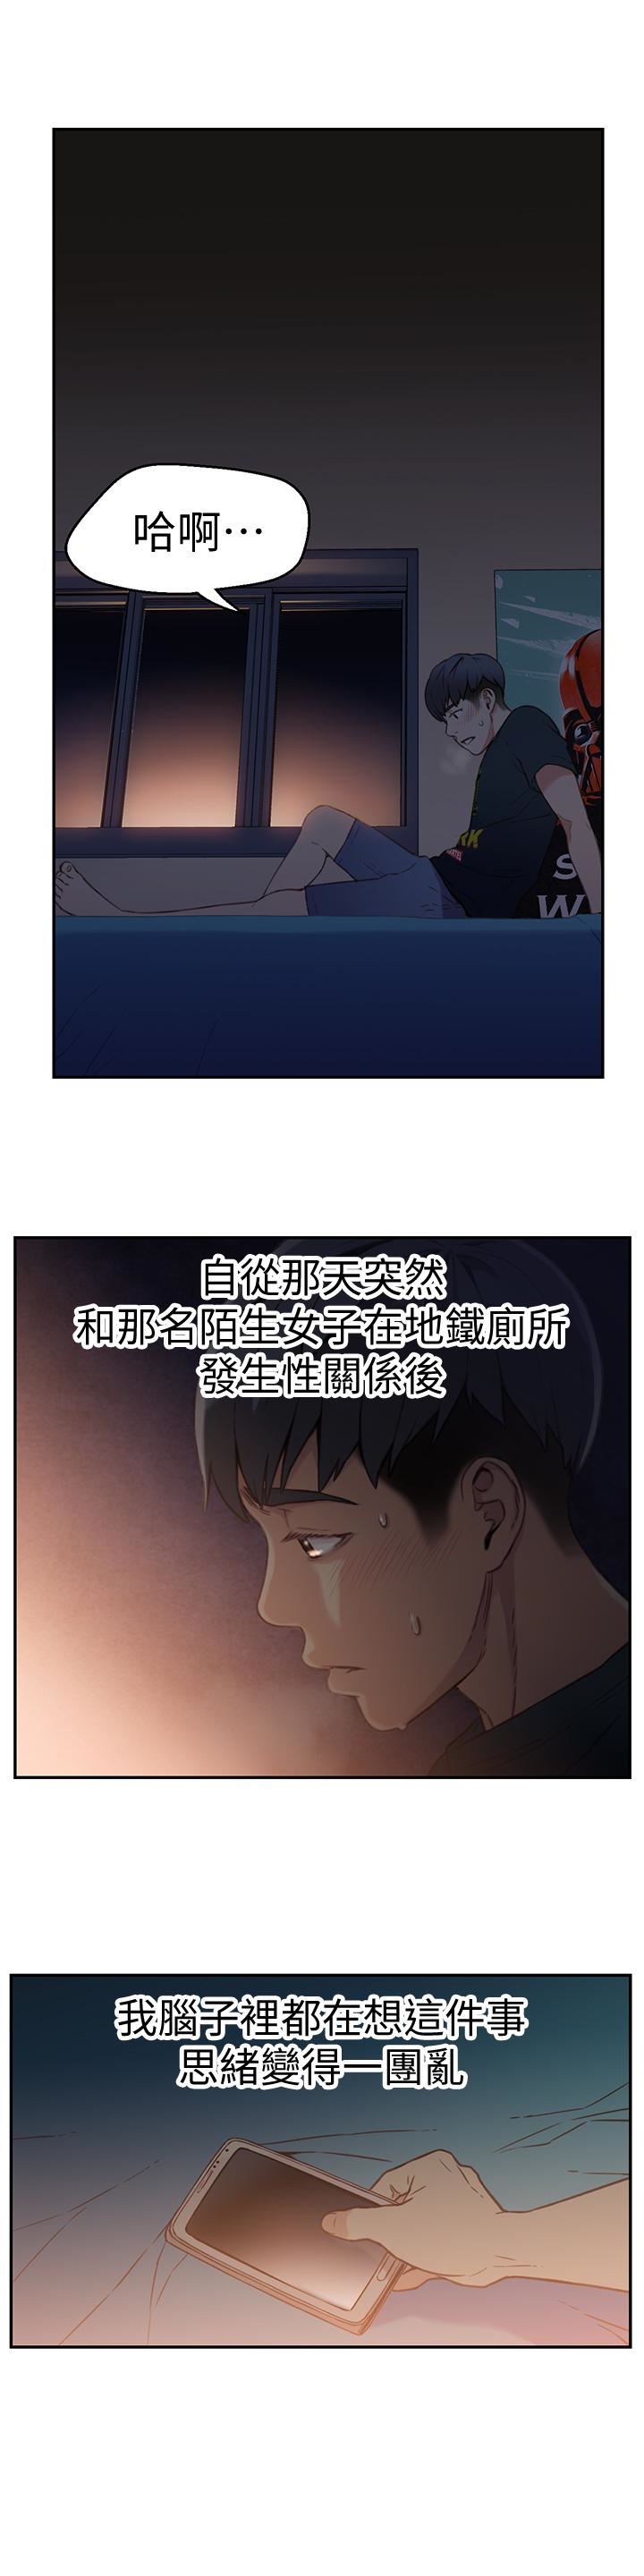 哈啊…
RK
S
W
自從那天突然
和那名陌生女子在地鐵廁所
發生性關係後
我腦子裡都在想這件事
思緒變得一團亂